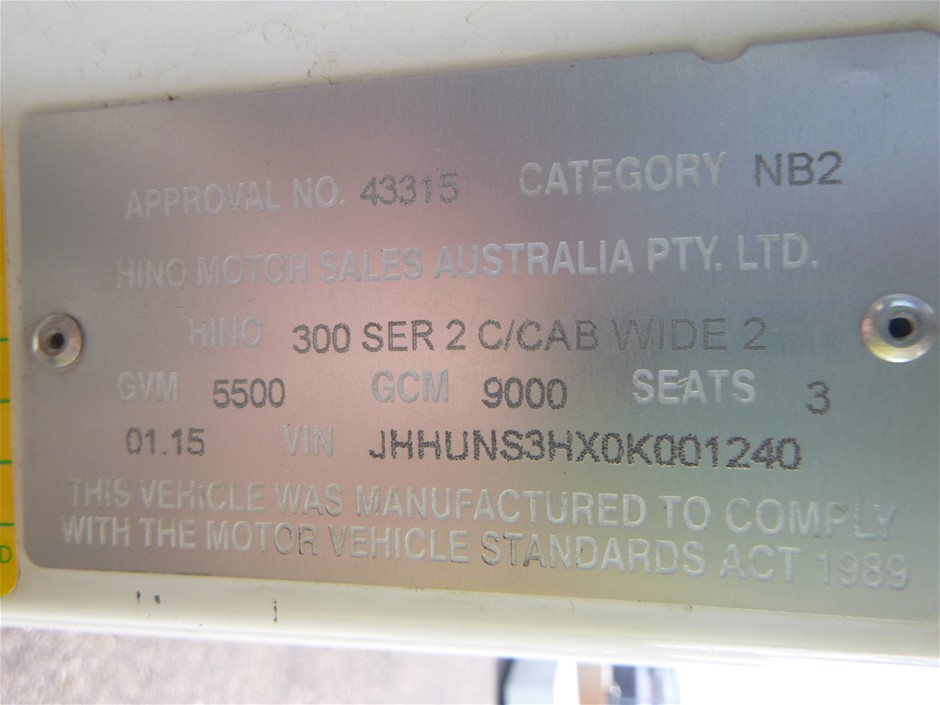 APPROVAL NO. 43315 CATEGORY NB2
HINO MOTOR SALES AUSTRALIA PTY. LTD.
HINO 300 SER 2 C/CAB WIDE 2
GVM 5500 GCM 9000 SEATS 3
01.15 VIN JHHUNS3HX0K001240
THIS VEHICLE WAS MANUFACTURED TO COMPLY
WITH THE MOTOR VEHICLE STANDARDS ACT 1989
D